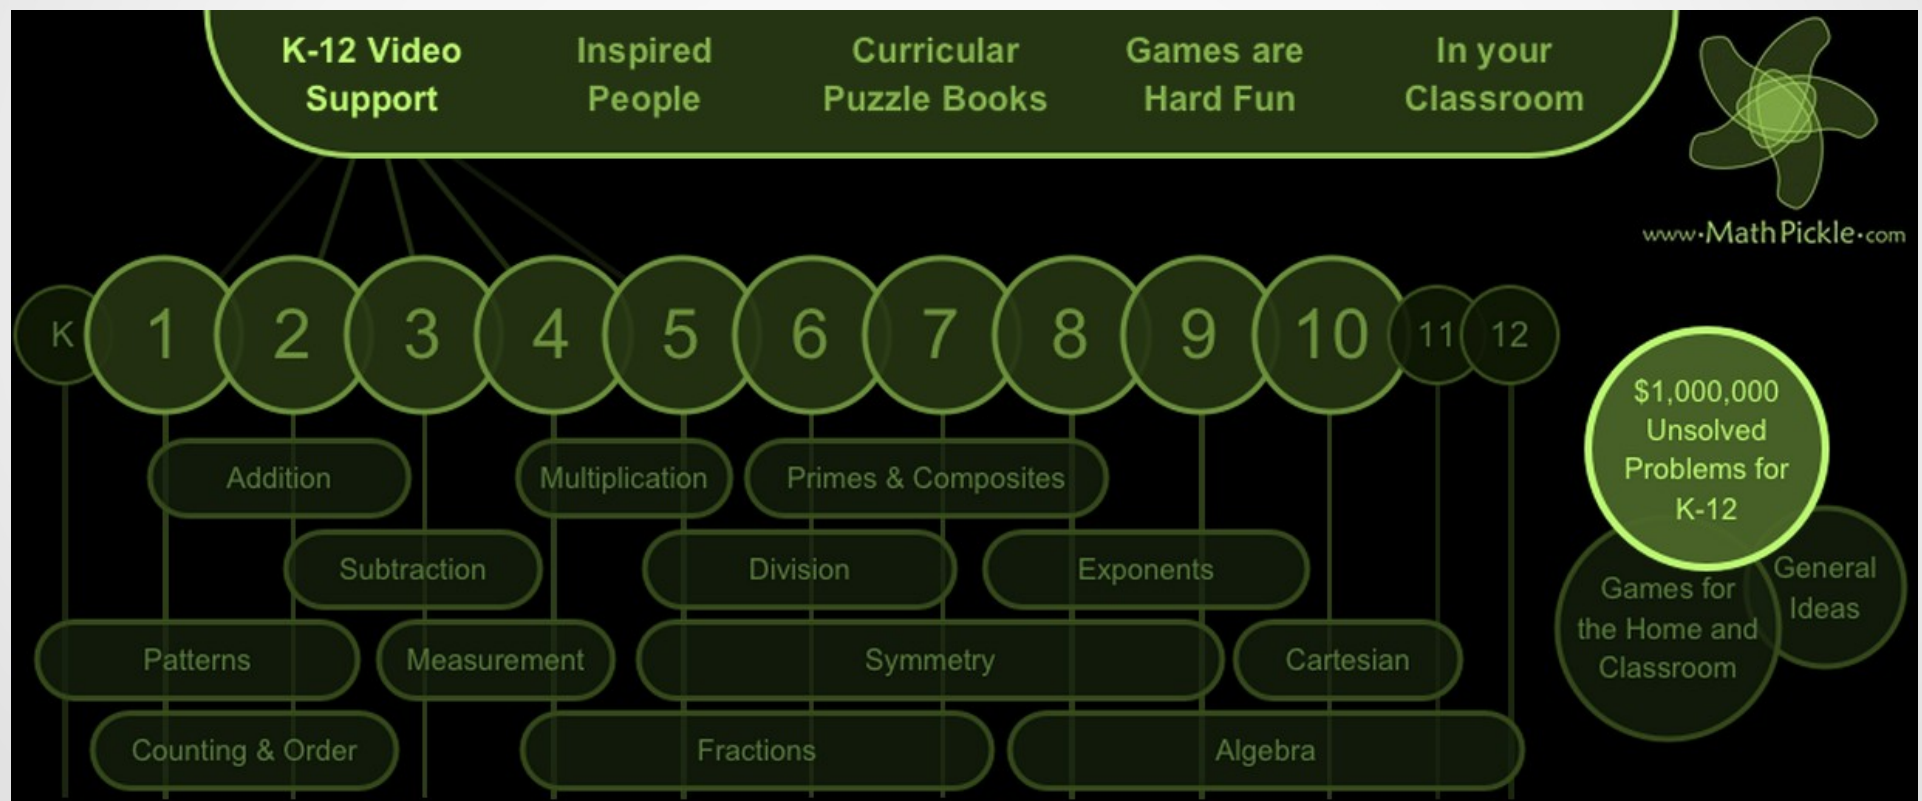 K-12 Video
Support
Inspired
People
Curricular
Puzzle Books
Games are
Hard Fun
In your
Classroom
www•MathPickle•com
K
1
2
3
4
5
6
7
8
9
10
11
12
$1,000,000
Unsolved
Problems for
K-12
General
Ideas
Games for
the Home and
Classroom
Addition
Multiplication
Primes & Composites
Subtraction
Division
Exponents
Patterns
Measurement
Symmetry
Cartesian
Counting & Order
Fractions
Algebra